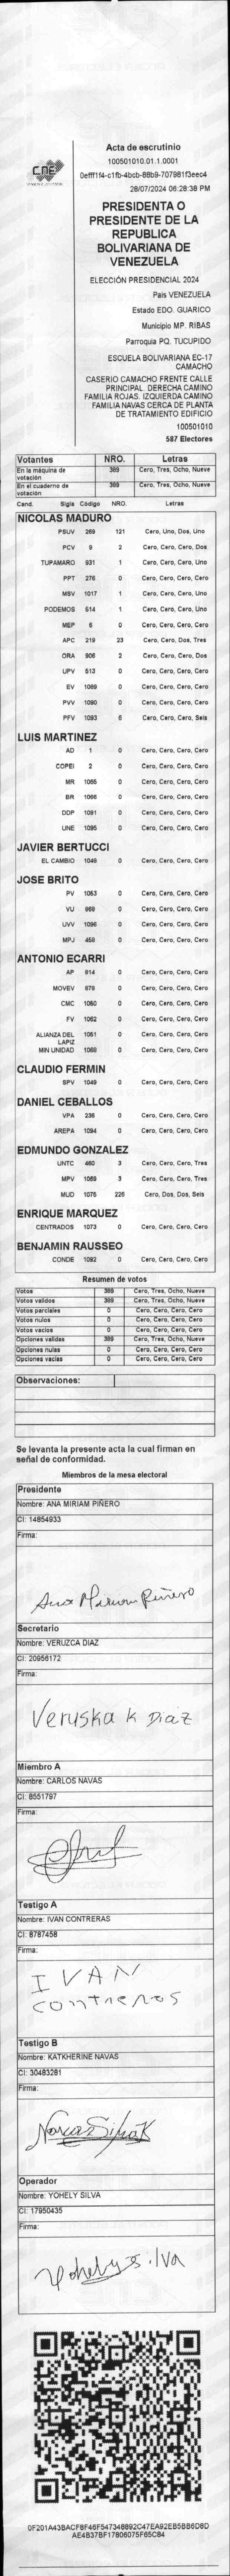 CNE
Acta de escrutinio
100501010.01.1.0001
0efff1f4-c1fb-4bcb-88b9-707981f3eec4
28/07/2024 06:28:38 PM
PRESIDENTA O
PRESIDENTE DE LA
REPUBLICA
BOLIVARIANA DE
VENEZUELA
ELECCIÓN PRESIDENCIAL 2024
Pais VENEZUELA
Estado EDO. GUARICO
Municipio MP. RIBAS
Parroquia PQ. TUCUPIDO
ESCUELA BOLIVARIANA EC-17
CAMACHO
CASERIO CAMACHO FRENTE CALLE
PRINCIPAL. DERECHA CAMINO
FAMILIA ROJAS. IZQUIERDA CAMINO
FAMILIA NAVAS CERCA DE PLANTA
DE TRATAMIENTO EDIFICIO
100501010
587 Electores
Votantes NRO. Letras
En la máquina de votación 389 Cero, Tres, Ocho, Nueve
En el cuaderno de votación 389 Cero, Tres, Ocho, Nueve
Cand. Sigla Código NRO. Letras
NICOLAS MADURO
PSUV 269 121 Cero, Uno, Dos, Uno
PCV 9 2 Cero, Cero, Cero, Dos
TUPAMARO 931 1 Cero, Cero, Cero, Uno
PPT 276 0 Cero, Cero, Cero, Cero
MSV 1017 1 Cero, Cero, Cero, Uno
PODEMOS 514 1 Cero, Cero, Cero, Uno
MEP 6 0 Cero, Cero, Cero, Cero
APC 219 23 Cero, Cero, Dos, Tres
ORA 906 2 Cero, Cero, Cero, Dos
UPV 513 0 Cero, Cero, Cero, Cero
EV 1089 0 Cero, Cero, Cero, Cero
PVV 1090 0 Cero, Cero, Cero, Cero
PFV 1093 6 Cero, Cero, Cero, Seis
LUIS MARTINEZ
AD 1 0 Cero, Cero, Cero, Cero
COPEI 2 0 Cero, Cero, Cero, Cero
MR 1065 0 Cero, Cero, Cero, Cero
BR 1066 0 Cero, Cero, Cero, Cero
DDP 1091 0 Cero, Cero, Cero, Cero
UNE 1095 0 Cero, Cero, Cero, Cero
JAVIER BERTUCCI
EL CAMBIO 1048 0 Cero, Cero, Cero, Cero
JOSE BRITO
PV 1053 0 Cero, Cero, Cero, Cero
VU 968 0 Cero, Cero, Cero, Cero
UVV 1096 0 Cero, Cero, Cero, Cero
MPJ 458 0 Cero, Cero, Cero, Cero
ANTONIO ECARRI
AP 914 0 Cero, Cero, Cero, Cero
MOVEV 978 0 Cero, Cero, Cero, Cero
CMC 1050 0 Cero, Cero, Cero, Cero
FV 1052 0 Cero, Cero, Cero, Cero
ALIANZA DEL LAPIZ 1051 0 Cero, Cero, Cero, Cero
MIN UNIDAD 1088 0 Cero, Cero, Cero, Cero
CLAUDIO FERMIN
SPV 1049 0 Cero, Cero, Cero, Cero
DANIEL CEBALLOS
VPA 236 0 Cero, Cero, Cero, Cero
AREPA 1094 0 Cero, Cero, Cero, Cero
EDMUNDO GONZALEZ
UNTC 460 3 Cero, Cero, Cero, Tres
MPV 1069 3 Cero, Cero, Cero, Tres
MUD 1075 226 Cero, Dos, Dos, Seis
ENRIQUE MARQUEZ
CENTRADOS 1073 0 Cero, Cero, Cero, Cero
BENJAMIN RAUSSEO
CONDE 1092 0 Cero, Cero, Cero, Cero
Resumen de votos
Votos 389 Cero, Tres, Ocho, Nueve
Votos validos 389 Cero, Tres, Ocho, Nueve
Votos parciales 0 Cero, Cero, Cero, Cero
Votos nulos 0 Cero, Cero, Cero, Cero
Votos vacios 0 Cero, Cero, Cero, Cero
Opciones validas 389 Cero, Tres, Ocho, Nueve
Opciones nulas 0 Cero, Cero, Cero, Cero
Opciones vacias 0 Cero, Cero, Cero, Cero
Observaciones:
Se levanta la presente acta la cual firman en
señal de conformidad.
Miembros de la mesa electoral
Presidente
Nombre: ANA MIRIAM PIÑERO
CI: 14854933
Firma:
Ana Miriam Piñero
Secretario
Nombre: VERUZCA DIAZ
CI: 20956172
Firma:
Veruska K Diaz
Miembro A
Nombre: CARLOS NAVAS
CI: 8551797
Firma:
Testigo A
Nombre: IVAN CONTRERAS
CI: 8787458
Firma:
IVAN
contreras
Testigo B
Nombre: KATKHERINE NAVAS
CI: 30483281
Firma:
Operador
Nombre: YOHELY SILVA
CI: 17950435
Firma:
Yohely Silva
0F201A43BACF8F46F547348892C47EA92EB5BB6D8D
AE4B37BF17806075F65C84